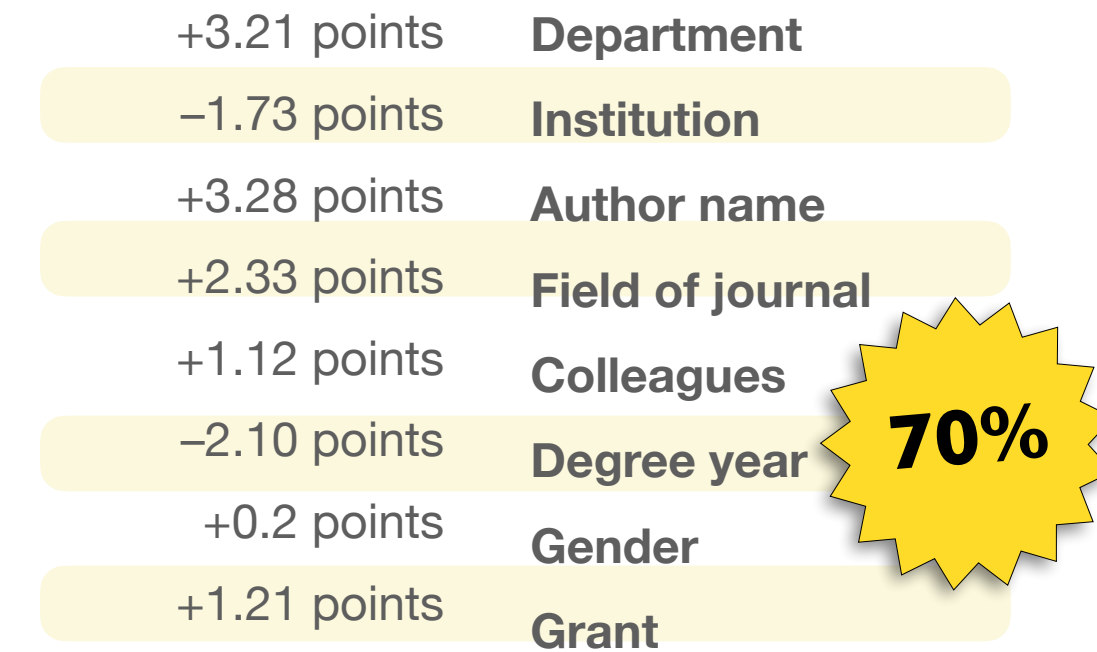 +3.21 points Department
–1.73 points Institution
+3.28 points Author name
+2.33 points Field of journal
+1.12 points Colleagues
–2.10 points Degree year
70%
+0.2 points Gender
+1.21 points Grant